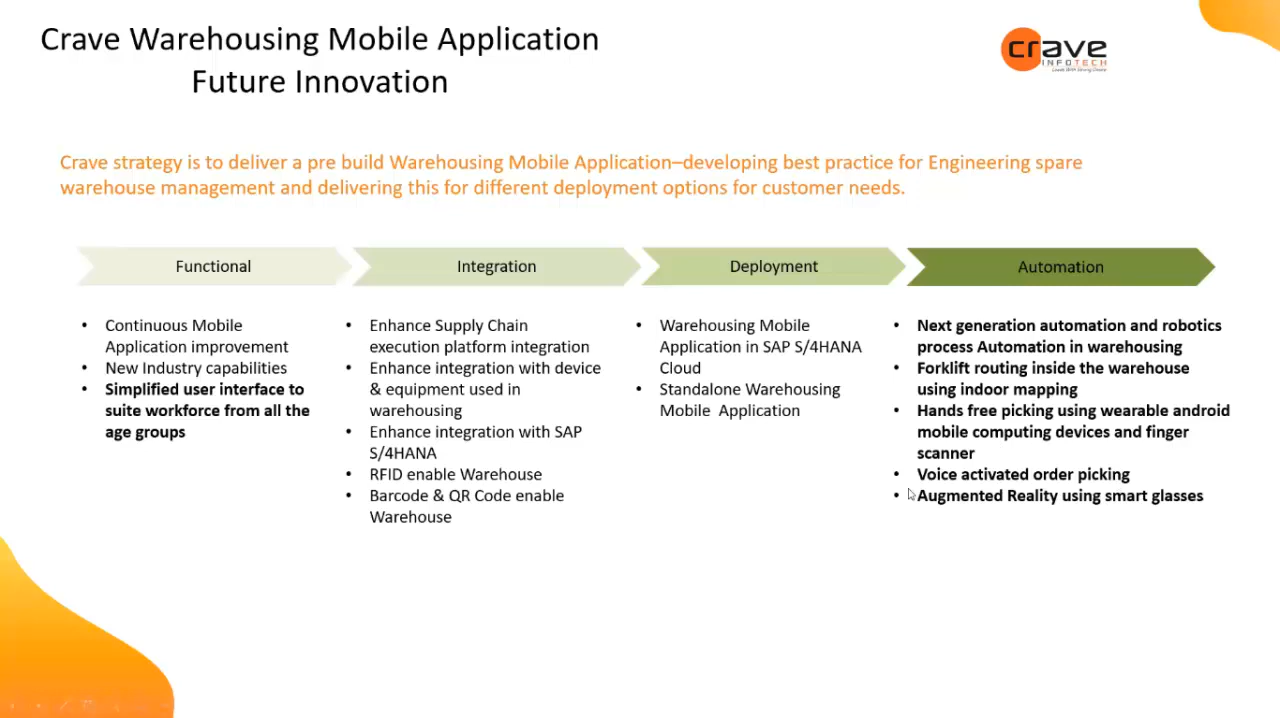 Crave Warehousing Mobile Application
Future Innovation
crave
INFOTECH
Crave strategy is to deliver a pre build Warehousing Mobile Application–developing best practice for Engineering spare
warehouse management and delivering this for different deployment options for customer needs.
Functional
• Continuous Mobile
Application improvement
• New Industry capabilities
• Simplified user interface to
suite workforce from all the
age groups
Integration
• Enhance Supply Chain
execution platform integration
• Enhance integration with device
& equipment used in
warehousing
• Enhance integration with SAP
S/4HANA
• RFID enable Warehouse
• Barcode & QR Code enable
Warehouse
Deployment
• Warehousing Mobile
Application in SAP S/4HANA
Cloud
• Standalone Warehousing
Mobile Application
Automation
• Next generation automation and robotics
process Automation in warehousing
• Forklift routing inside the warehouse
using indoor mapping
• Hands free picking using wearable android
mobile computing devices and finger
scanner
• Voice activated order picking
• Augmented Reality using smart glasses